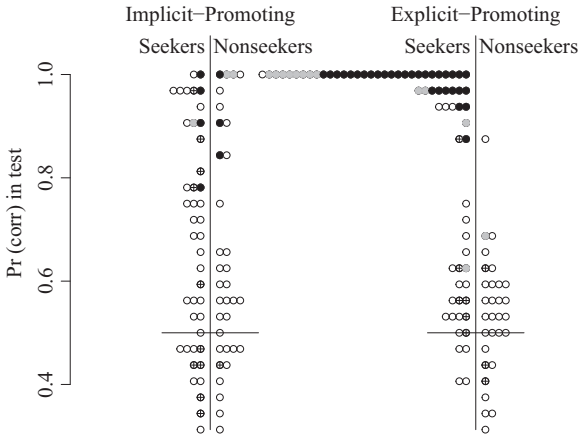 Implicit−Promoting Explicit−Promoting
Seekers Nonseekers Seekers Nonseekers
Pr (corr) in test
1.0
0.8
0.6
0.4